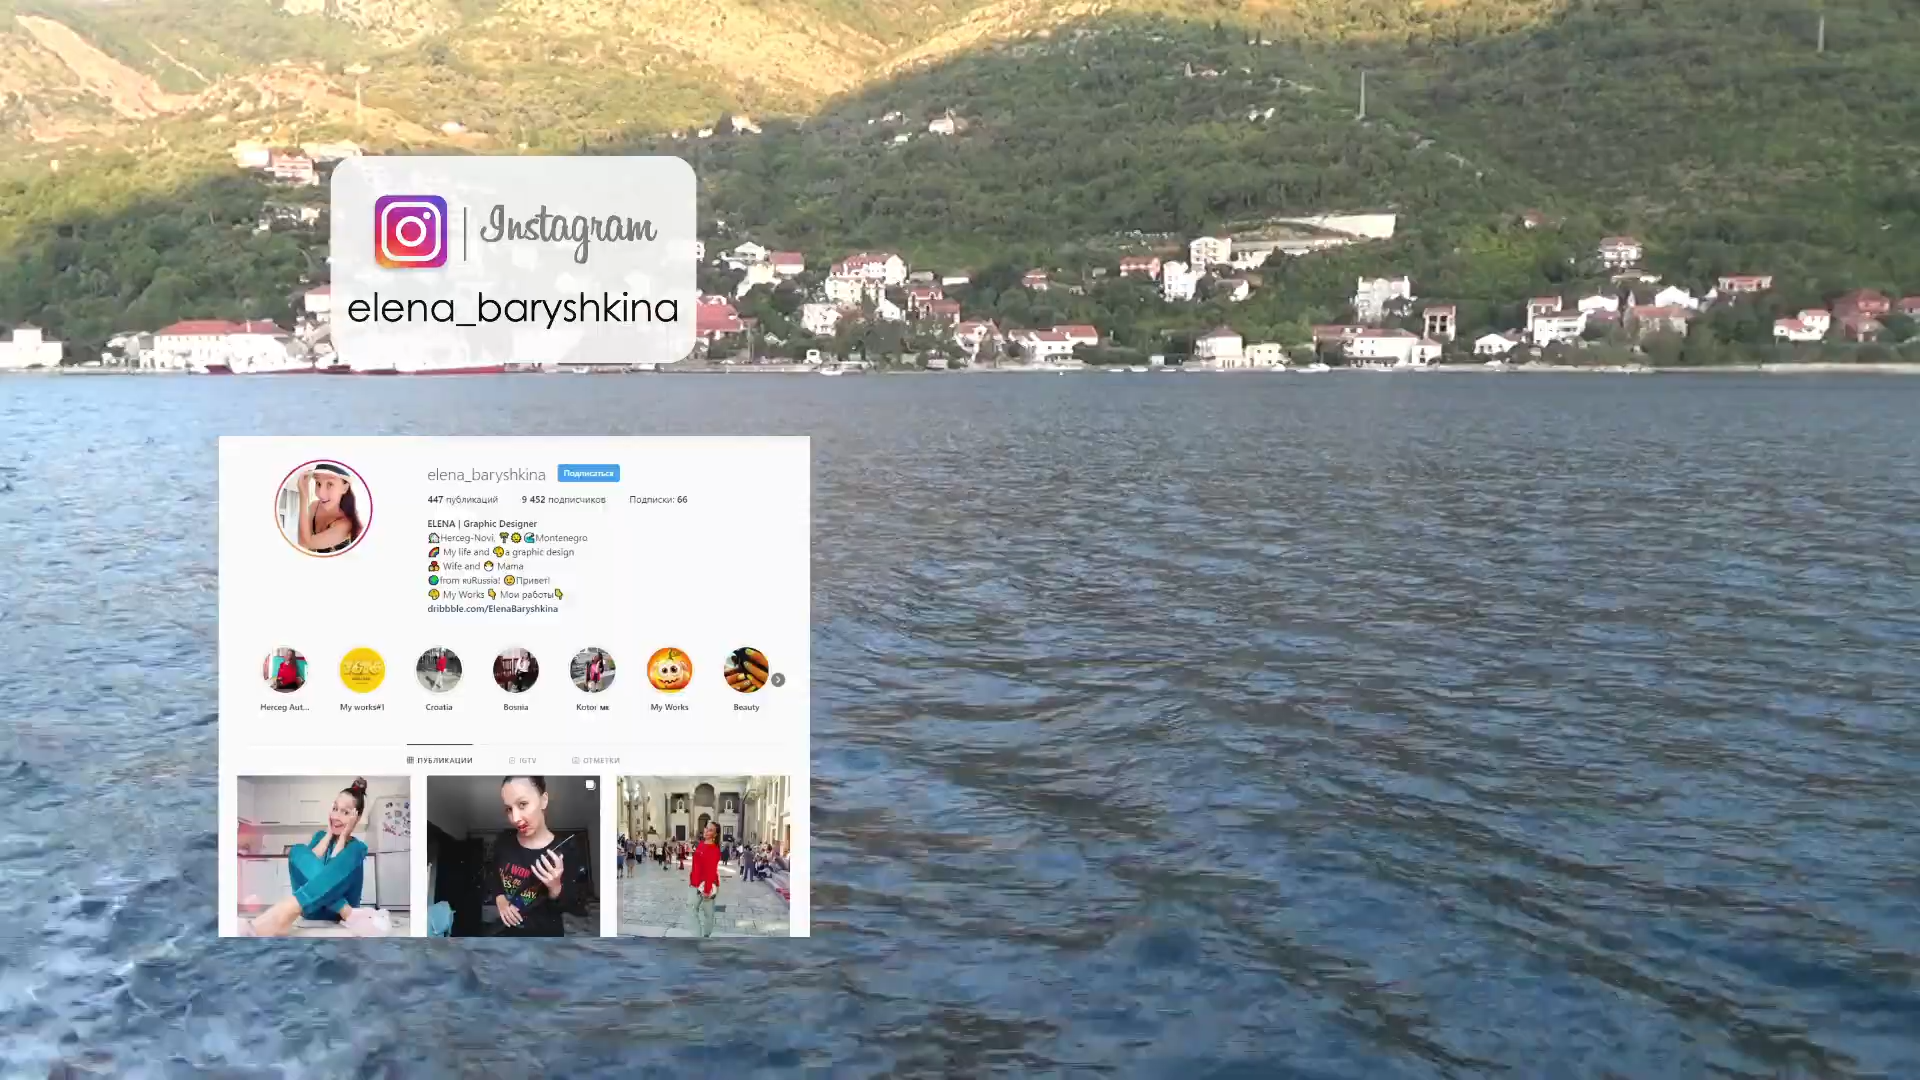 Instagram
elena_baryshkina
elena_baryshkina Подписаться
447 публикаций 9 452 подписчиков Подписки: 66
ELENA | Graphic Designer
Herceg-Novi, Montenegro
My life and a graphic design
Wife and Mama
from Russia! Привет!
My Works Мои работы
dribbble.com/ElenaBaryshkina
Herceg Aut... My works#1 Croatia Bosnia Kotor My Works Beauty
ПУБЛИКАЦИИ IGTV ОТМЕТКИ